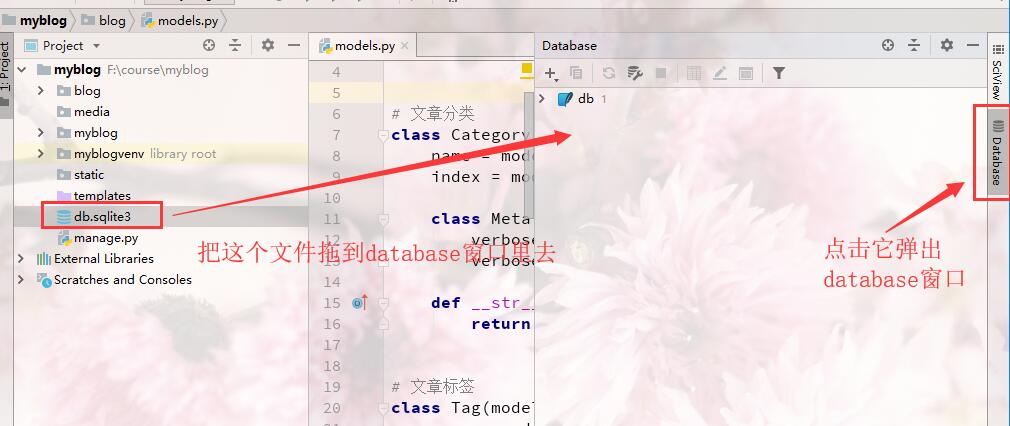 myblog blog models.py
1: Project
Project
myblog F:\course\myblog
blog
media
myblog
myblogvenv library root
static
templates
db.sqlite3
manage.py
External Libraries
Scratches and Consoles
models.py
4
5
6 # 文章分类
7 class Category
8 name = mode
9 index = mo
10
11 class Meta
12 verbose
13 verbose
14
15 def __str_
16 return
17
18
19 # 文章标签
20 class Tag(model
Database
db 1
SciView
Database
把这个文件拖到database窗口里去
点击它弹出
database窗口